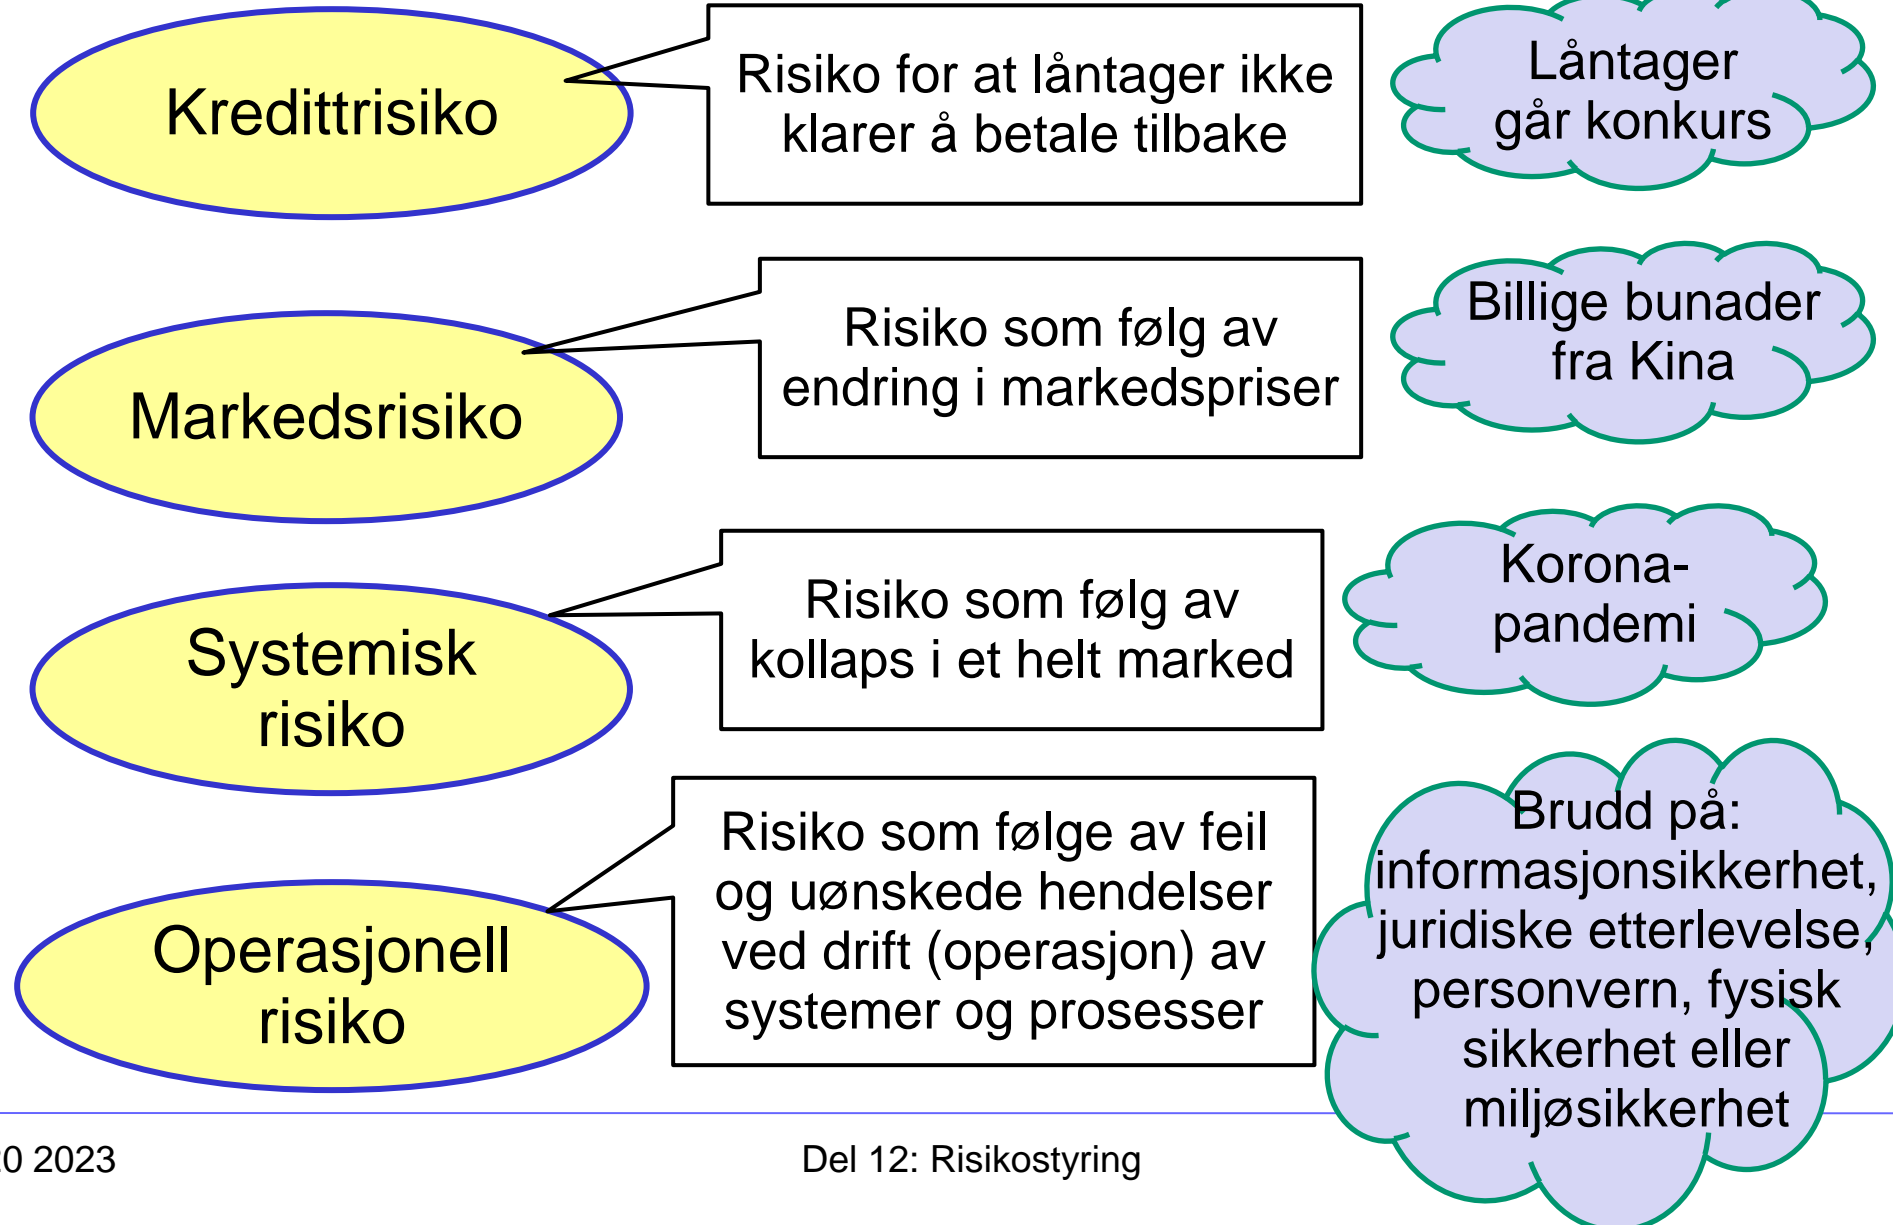 Kredittrisiko
Risiko for at låntager ikke
klarer å betale tilbake
Låntager
går konkurs
Markedsrisiko
Risiko som følg av
endring i markedspriser
Billige bunader
fra Kina
Systemisk
risiko
Risiko som følg av
kollaps i et helt marked
Korona-
pandemi
Operasjonell
risiko
Risiko som følge av feil
og uønskede hendelser
ved drift (operasjon) av
systemer og prosesser
Brudd på:
informasjonsikkerhet,
juridiske etterlevelse,
personvern, fysisk
sikkerhet eller
miljøsikkerhet
0 2023
Del 12: Risikostyring